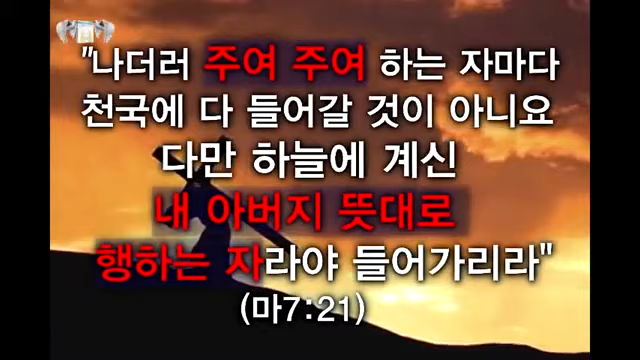 "나더러 주여 주여 하는 자마다
천국에 다 들어갈 것이 아니요
다만 하늘에 계신
내 아버지 뜻대로
행하는 자라야 들어가리라"
(마7:21)